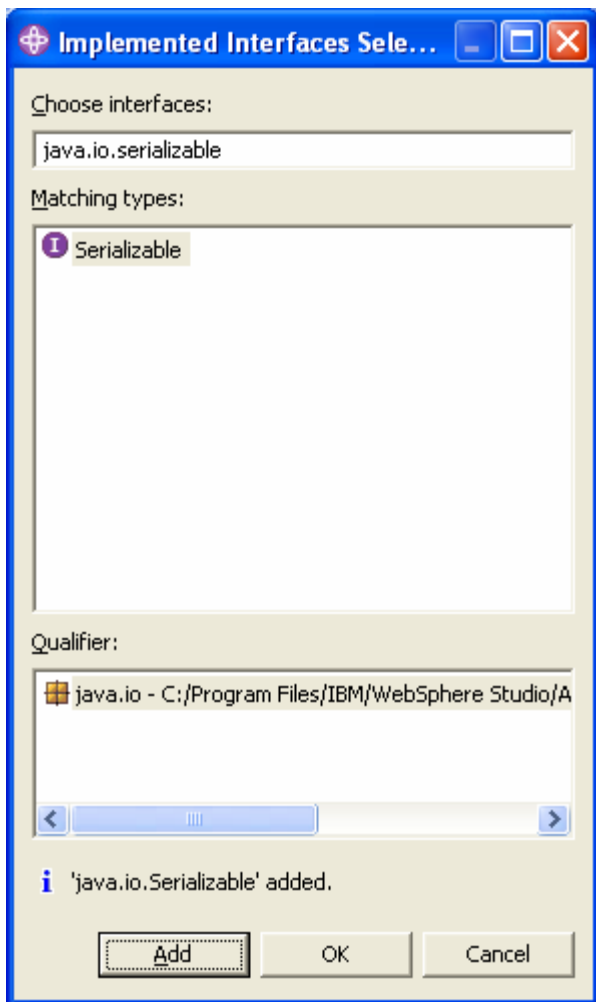 Implemented Interfaces Sele...
Choose interfaces:
java.io.serializable
Matching types:
I Serializable
Qualifier:
java.io - C:/Program Files/IBM/WebSphere Studio/A
i 'java.io.Serializable' added.
Add OK Cancel